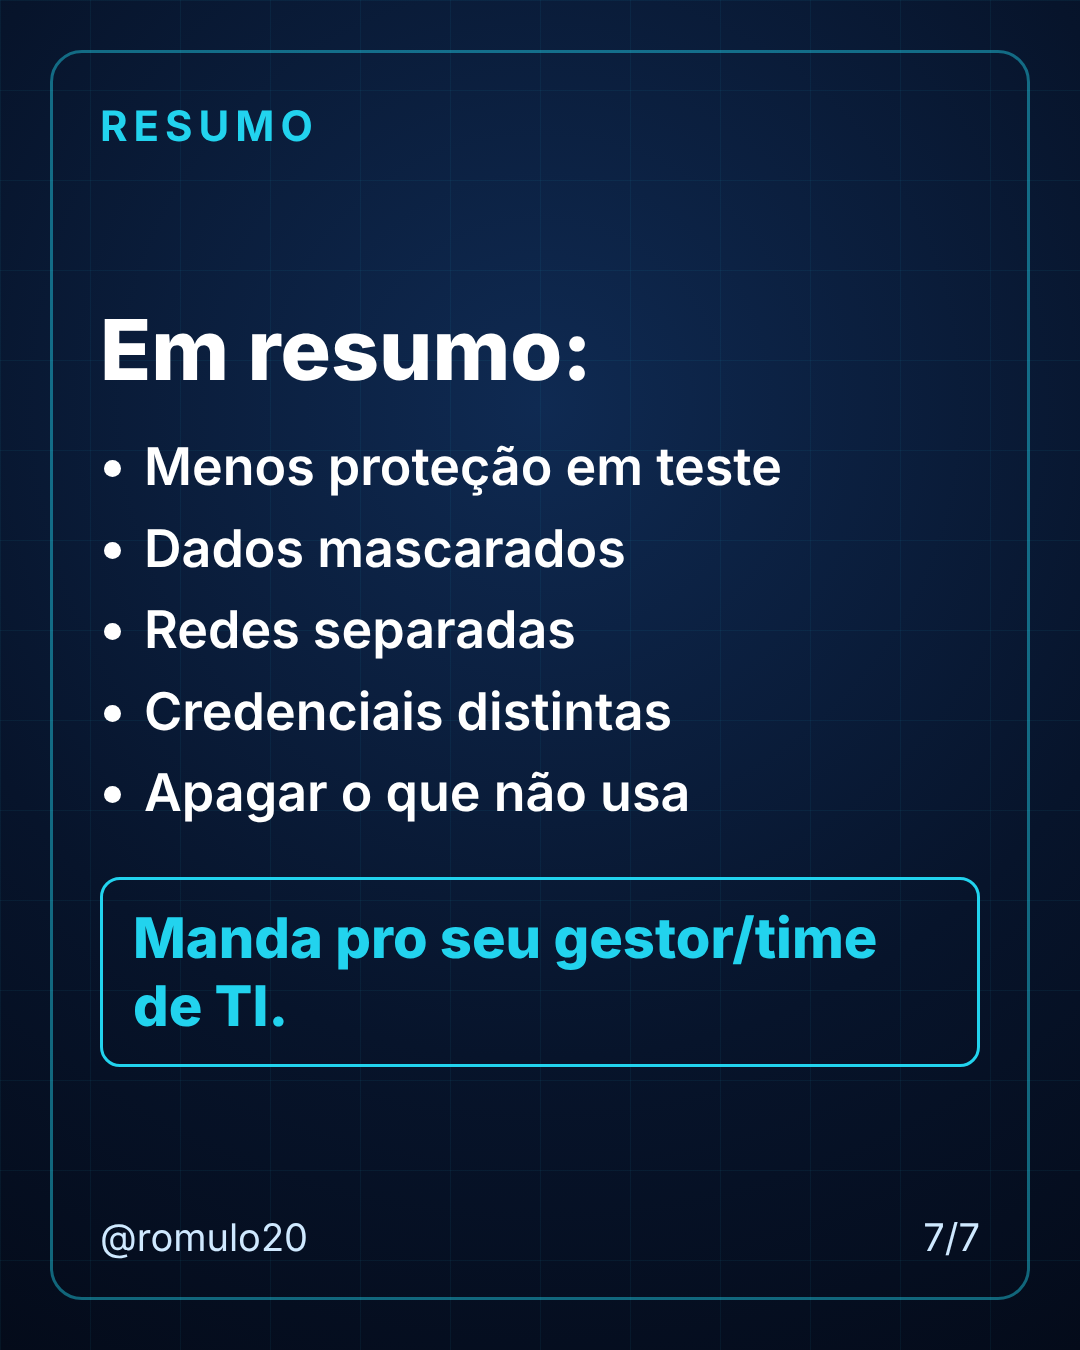 RESUMO
Em resumo:
• Menos proteção em teste
• Dados mascarados
• Redes separadas
• Credenciais distintas
• Apagar o que não usa
Manda pro seu gestor/time
de TI.
@romulo20
7/7